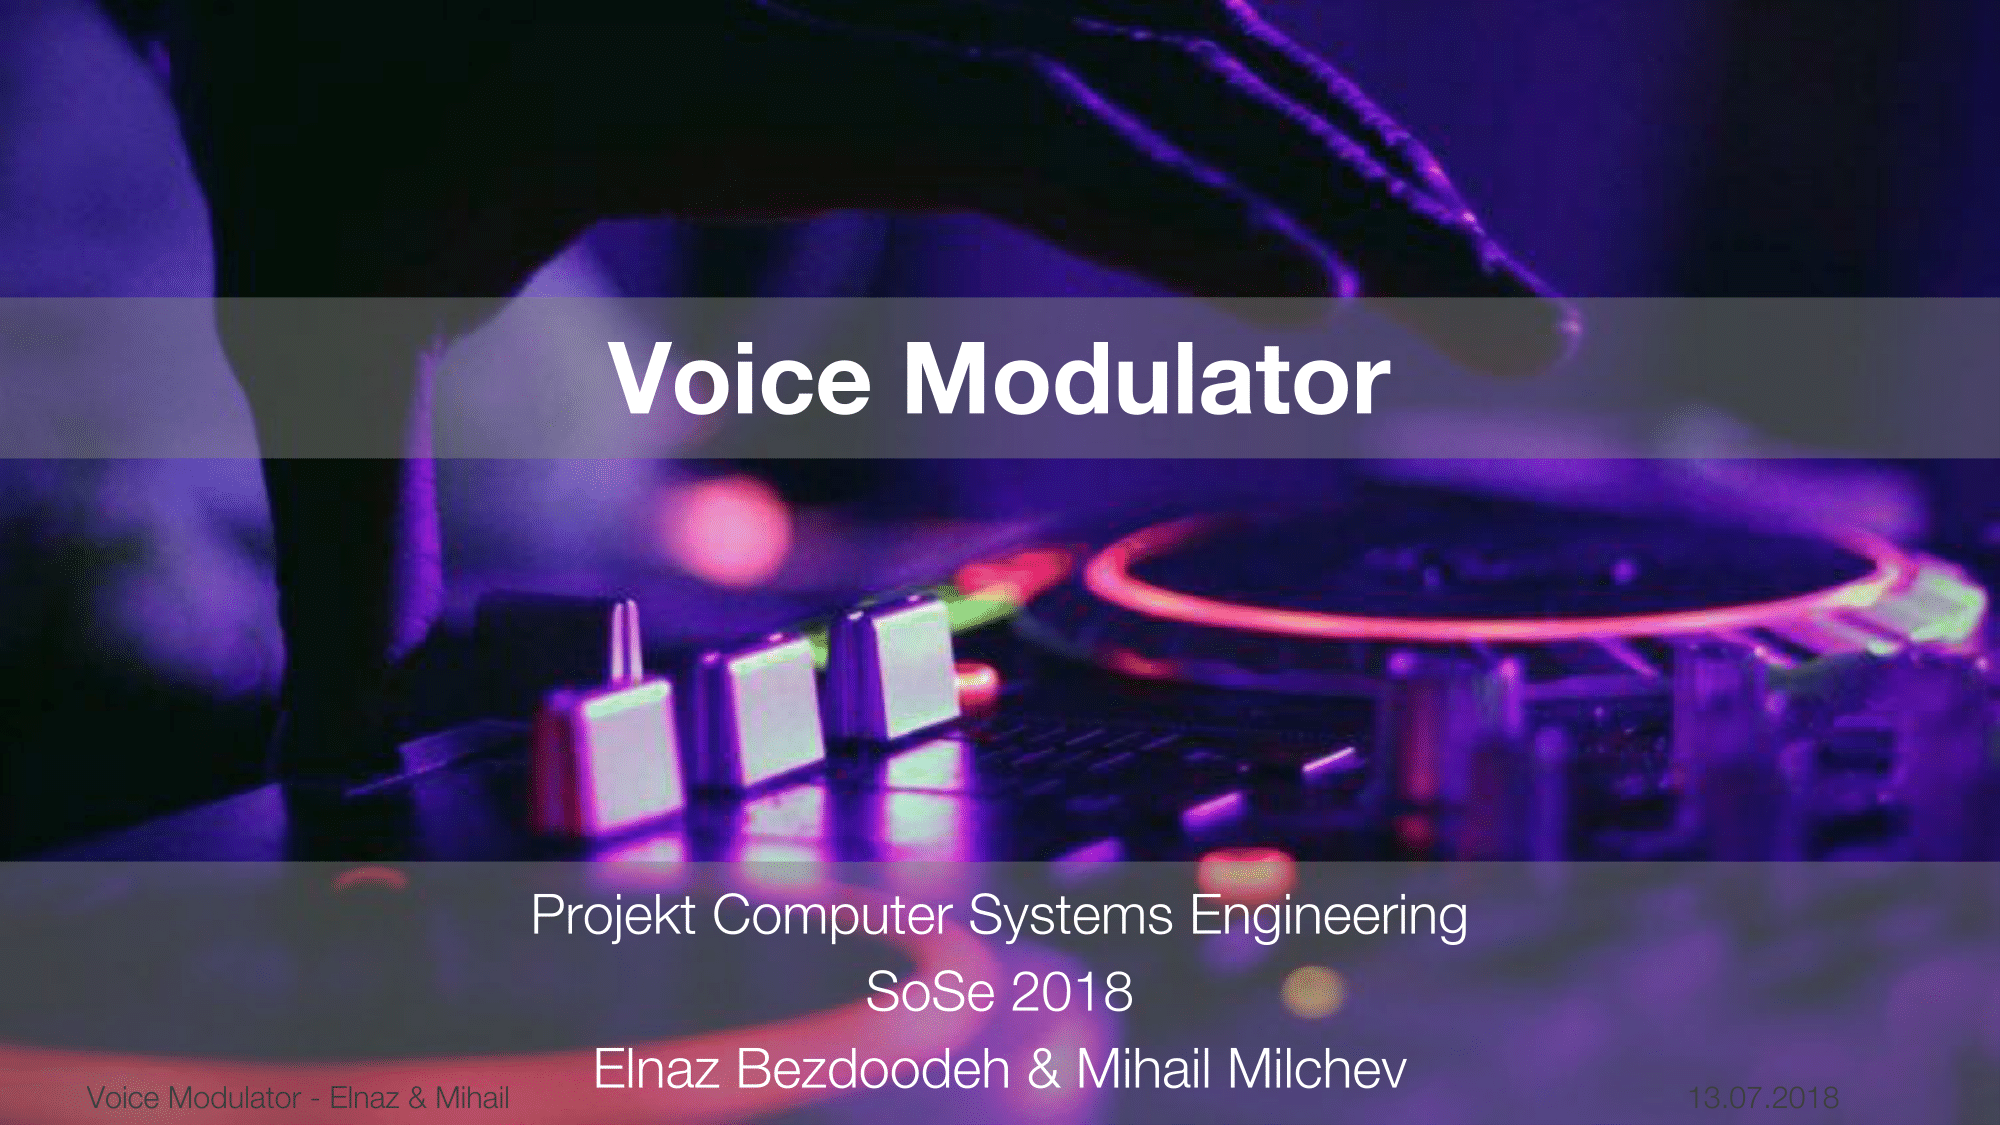 Voice Modulator
Projekt Computer Systems Engineering
SoSe 2018
Elnaz Bezdoodeh & Mihail Milchev
Voice Modulator - Elnaz & Mihail
13.07.2018